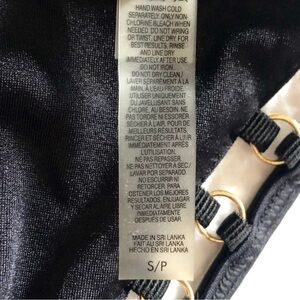 HAND WASH COLD
SEPARATELY. ONLY NON-
CHLORINE BLEACH WHEN
NEEDED. DO NOT WRING
OR TWIST. LINE DRY. FOR
BEST RESULTS, RINSE
AND LINE DRY
IMMEDIATELY AFTER USE.
DO NOT IRON.
DO NOT DRY CLEAN./
LAVER SÉPARÉMENT À LA
MAIN, À L'EAU FROIDE.
UTILISER UNIQUEMENT
DU JAVELLISANT SANS
CHLORE, AU BESOIN. NE
PAS TORDRE NI ESSORER.
SÉCHER À L'AIR. POUR DE
MEILLEURS RÉSULTATS,
RINCER ET SÉCHER À L'AIR
IMMÉDIATEMENT APRÈS
L'UTILISATION.
NE PAS REPASSER.
NE PAS NETTOYER À SEC./
LAVAR POR SEPARADO.
NO ESCURRIR NI
RETORCER. PARA
OBTENER LOS MEJORES
RESULTADOS, ENJUAGAR
Y SECAR AL AIRE LIBRE
INMEDIATAMENTE
DESPUÉS DE USAR.
MADE IN SRI LANKA
FAIT AU SRI LANKA
HECHO EN SRI LANKA
S/P